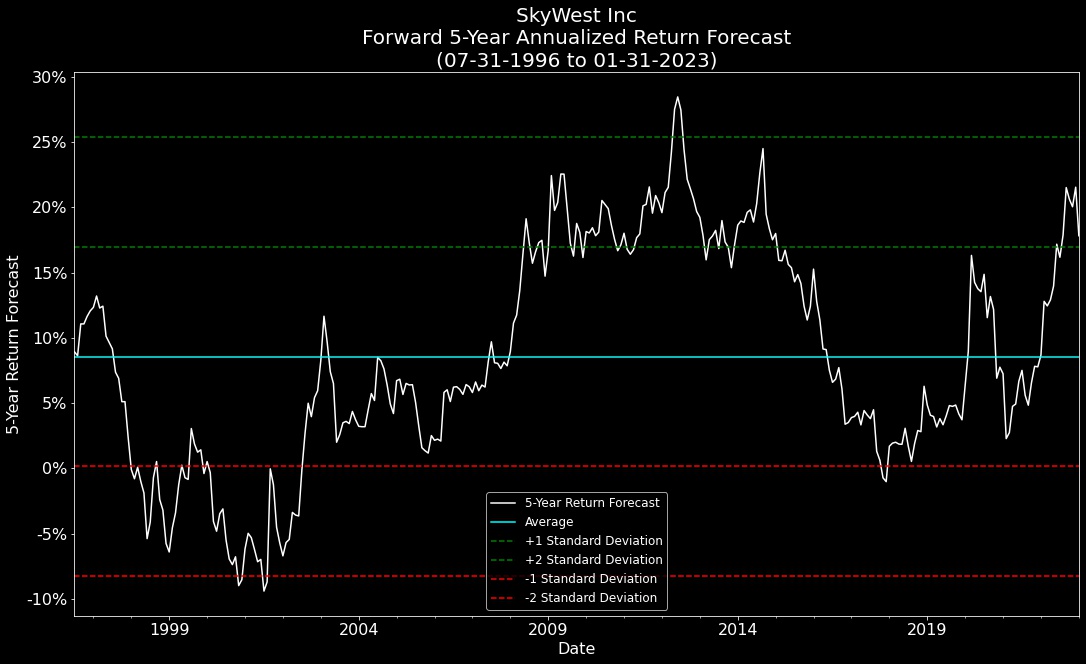 SkyWest Inc
Forward 5-Year Annualized Return Forecast
(07-31-1996 to 01-31-2023)
30%
25%
20%
15%
10%
5%
0%
-5%
-10%
5-Year Return Forecast
5-Year Return Forecast
Average
+1 Standard Deviation
+2 Standard Deviation
-1 Standard Deviation
-2 Standard Deviation
1999
2004
2009
2014
2019
Date